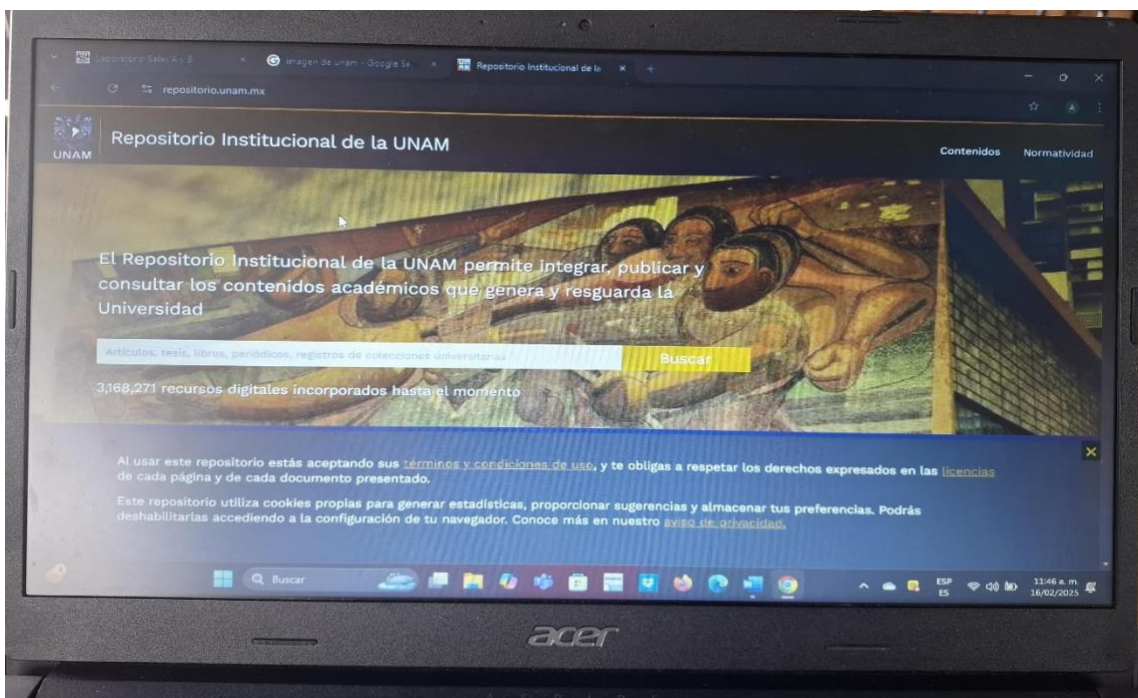 Laboratorio Salas A y B
imagen de unam - Google Se
Repositorio Institucional de la
repositorio.unam.mx
UNAM
Repositorio Institucional de la UNAM
Contenidos
Normatividad
El Repositorio Institucional de la UNAM permite integrar, publicar y
consultar los contenidos académicos que genera y resguarda la
Universidad
Artículos, tesis, libros, periódicos, registros de colecciones universitarias
Buscar
3,168,271 recursos digitales incorporados hasta el momento
Al usar este repositorio estás aceptando sus términos y condiciones de uso, y te obligas a respetar los derechos expresados en las licencias
de cada página y de cada documento presentado.
Este repositorio utiliza cookies propias para generar estadísticas, proporcionar sugerencias y almacenar tus preferencias. Podrás
deshabilitarlas accediendo a la configuración de tu navegador. Conoce más en nuestro aviso de privacidad.
Buscar
ESP
ES
11:46 a. m.
16/02/2025
acer